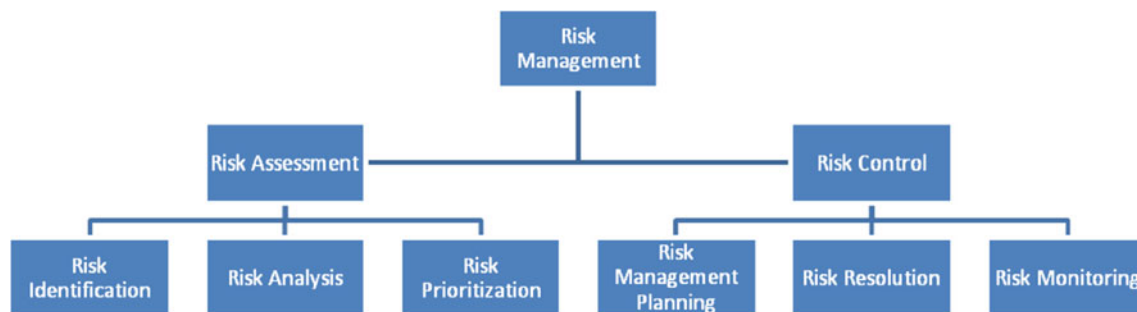 Risk
Management
Risk Assessment
Risk Control
Risk
Identification
Risk Analysis
Risk
Prioritization
Risk
Management
Planning
Risk Resolution
Risk Monitoring